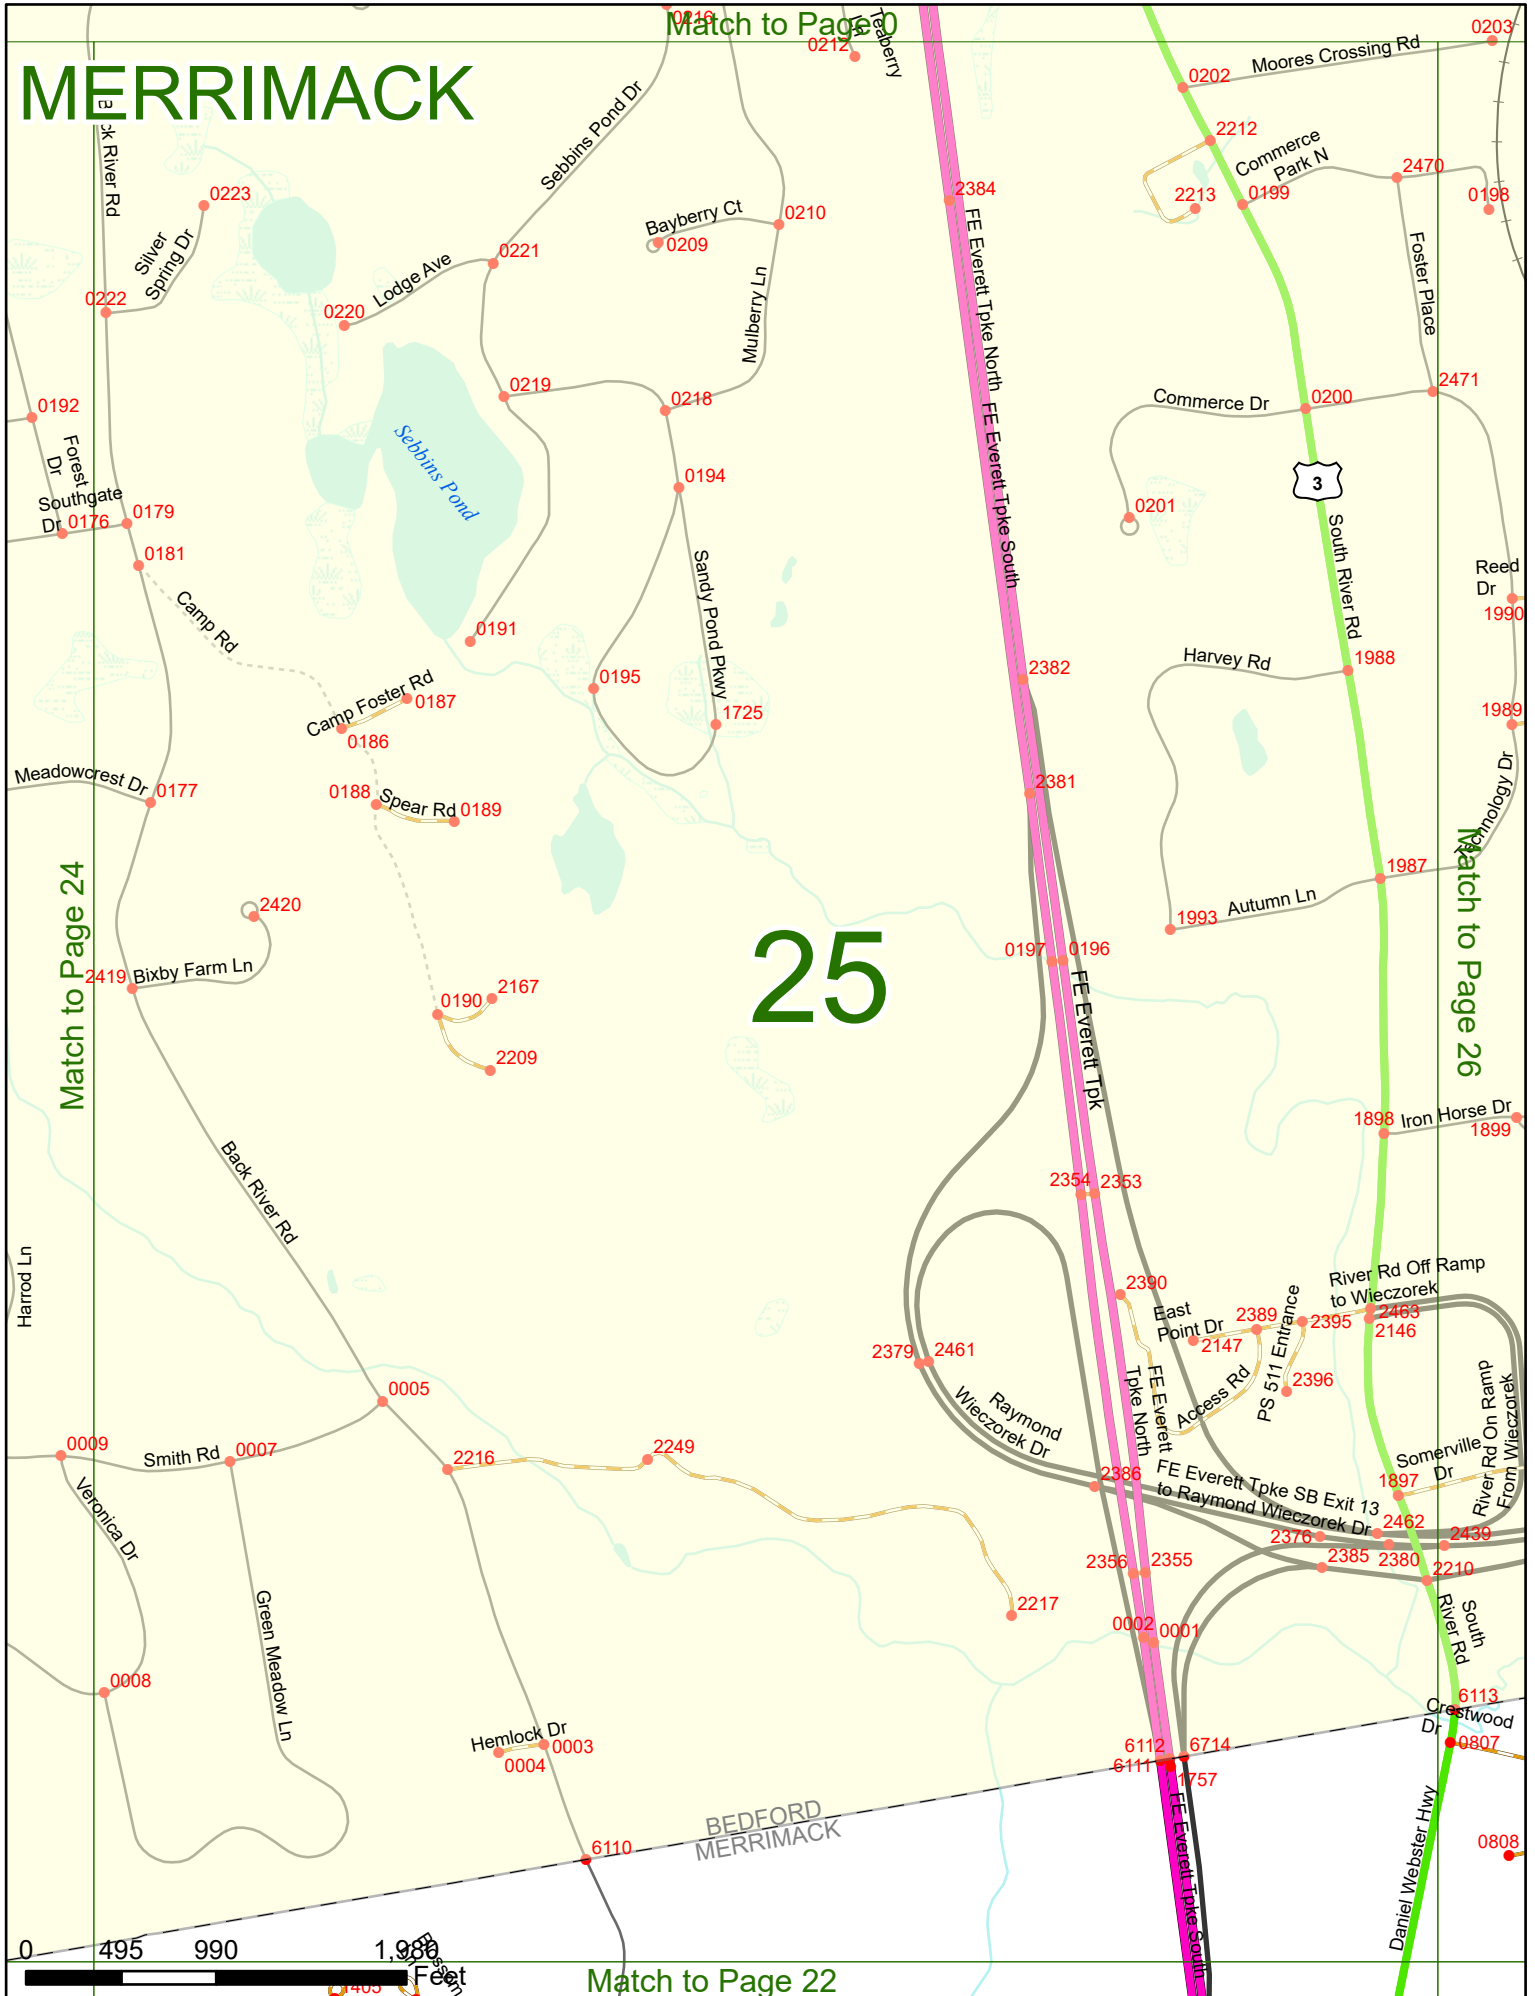 Match to Page 0
MERRIMACK
0216
0212
Ln
Teaberry
0203
Moores Crossing Rd
0202
2212
Commerce
Park N
2470
0198
2213
0199
Back River Rd
Sebbins Pond Dr
0223
Silver
Spring Dr
0222
0221
Lodge Ave
0220
Bayberry Ct
0209
0210
Mulberry Ln
2384
FE Everett Tpke North
FE Everett Tpke South
Foster Place
0219
0218
2471
0200
Commerce Dr
0192
Forest
Dr
Sebbins Pond
0194
3
0201
Southgate
Dr
0176
0179
0181
South River Rd
Reed
Dr
1990
Camp Rd
Sandy Pond Pkwy
0191
0195
1725
2382
Harvey Rd
1988
1989
Camp Foster Rd
0187
0186
Meadowcrest Dr
0177
0188
Spear Rd
0189
2381
Technology Dr
1987
Autumn Ln
1993
Match to Page 24
Match to Page 26
2420
2419
Bixby Farm Ln
25
0197
0196
FE Everett Tpk
0190
2167
2209
1898
Iron Horse Dr
1899
Back River Rd
2354
2353
Harrod Ln
2390
East
Point Dr
2147
2389
2395
PS 511 Entrance
2396
River Rd Off Ramp
to Wieczorek
2463
2146
2379
2461
Raymond
Wieczorek Dr
FE Everett
Tpke North
Access Rd
River Rd On Ramp
From Wieczorek
0005
0009
Smith Rd
0007
2216
2249
2386
FE Everett Tpke SB Exit 13
to Raymond Wieczorek Dr
Somerville
Dr
1897
2462
2376
2380
2439
2385
2210
Veronica Dr
Green Meadow Ln
2356
2355
2217
0002
0001
South
River Rd
0008
6113
Crestwood
Dr
0807
Hemlock Dr
0003
0004
6112
6111
6714
1757
FE Everett Tpke South
Daniel Webster Hwy
BEDFORD
MERRIMACK
6110
0808
0
495
990
1,980
Feet
1405
Blossom
Ln
Match to Page 22